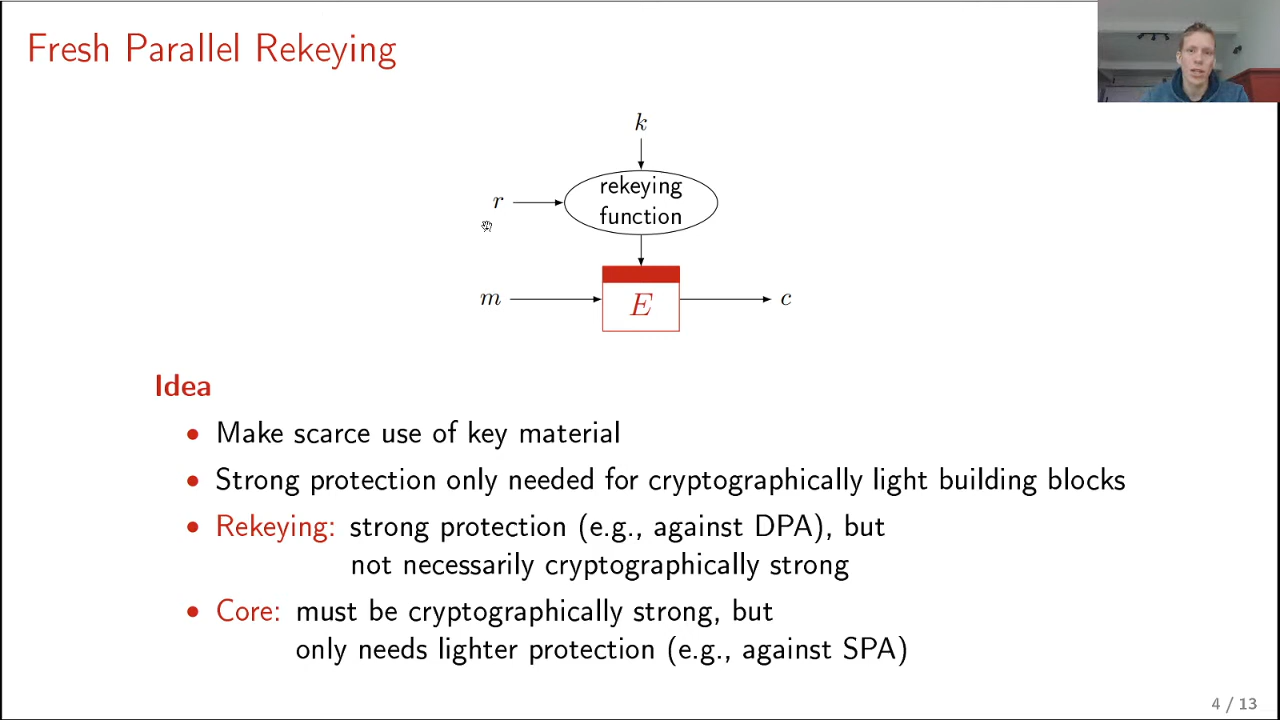 Fresh Parallel Rekeying
k
r
rekeying
function
m
E
c
Idea
• Make scarce use of key material
• Strong protection only needed for cryptographically light building blocks
• Rekeying: strong protection (e.g., against DPA), but
not necessarily cryptographically strong
• Core: must be cryptographically strong, but
only needs lighter protection (e.g., against SPA)
4 / 13